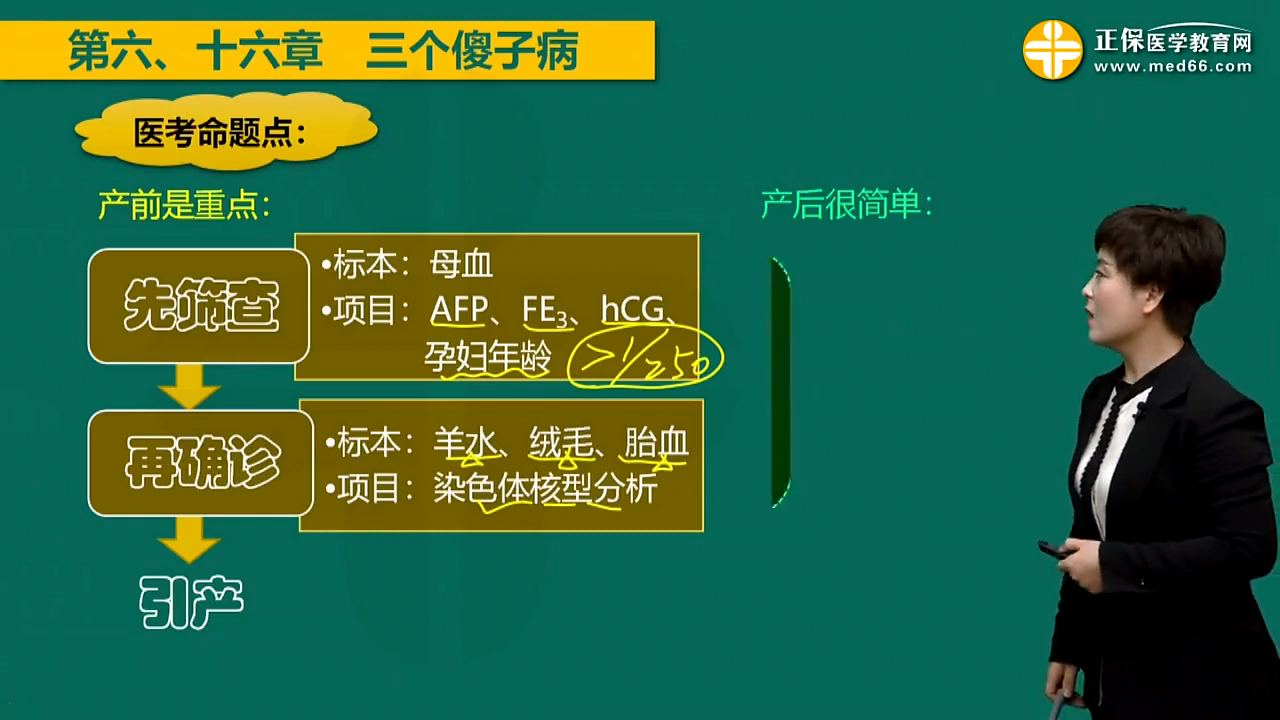 第六、十六章 三个傻子病
正保医学教育网
www.med66.com
医考命题点:
产前是重点:
先筛查
•标本：母血
•项目：AFP、FE₃、hCG、
孕妇年龄 >1/250
再确诊
•标本：羊水、绒毛、胎血
•项目：染色体核型分析
引产
产后很简单: